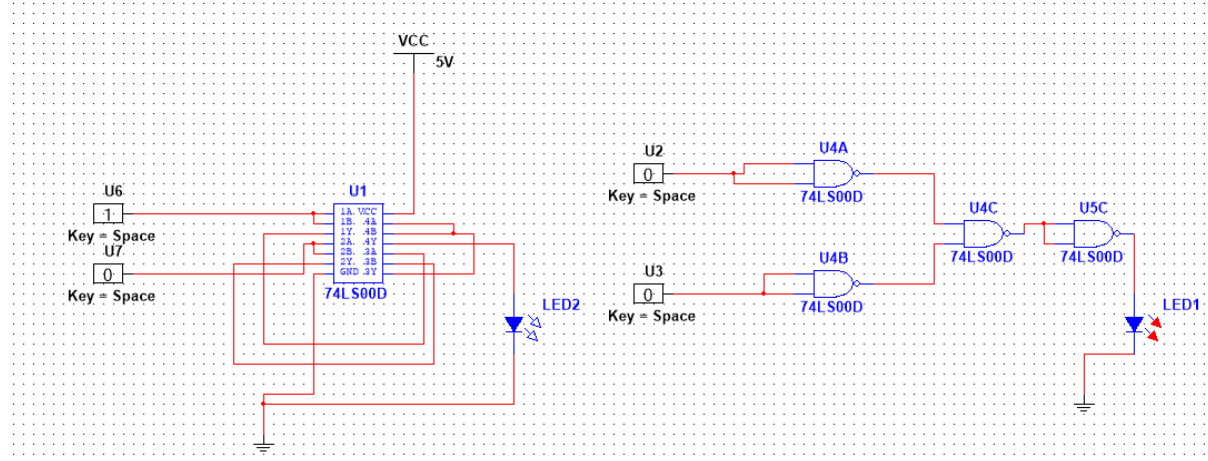 VCC
5V
U6
1
Key = Space
U7
0
Key = Space
U1
1A VCC
1B .4A
1Y .4B
2A .4Y
2B .3A
2Y .3B
GND .3Y
74LS00D
LED2
U2
0
Key = Space
U3
0
Key = Space
U4A
74LS00D
U4B
74LS00D
U4C
74LS00D
U5C
74LS00D
LED1